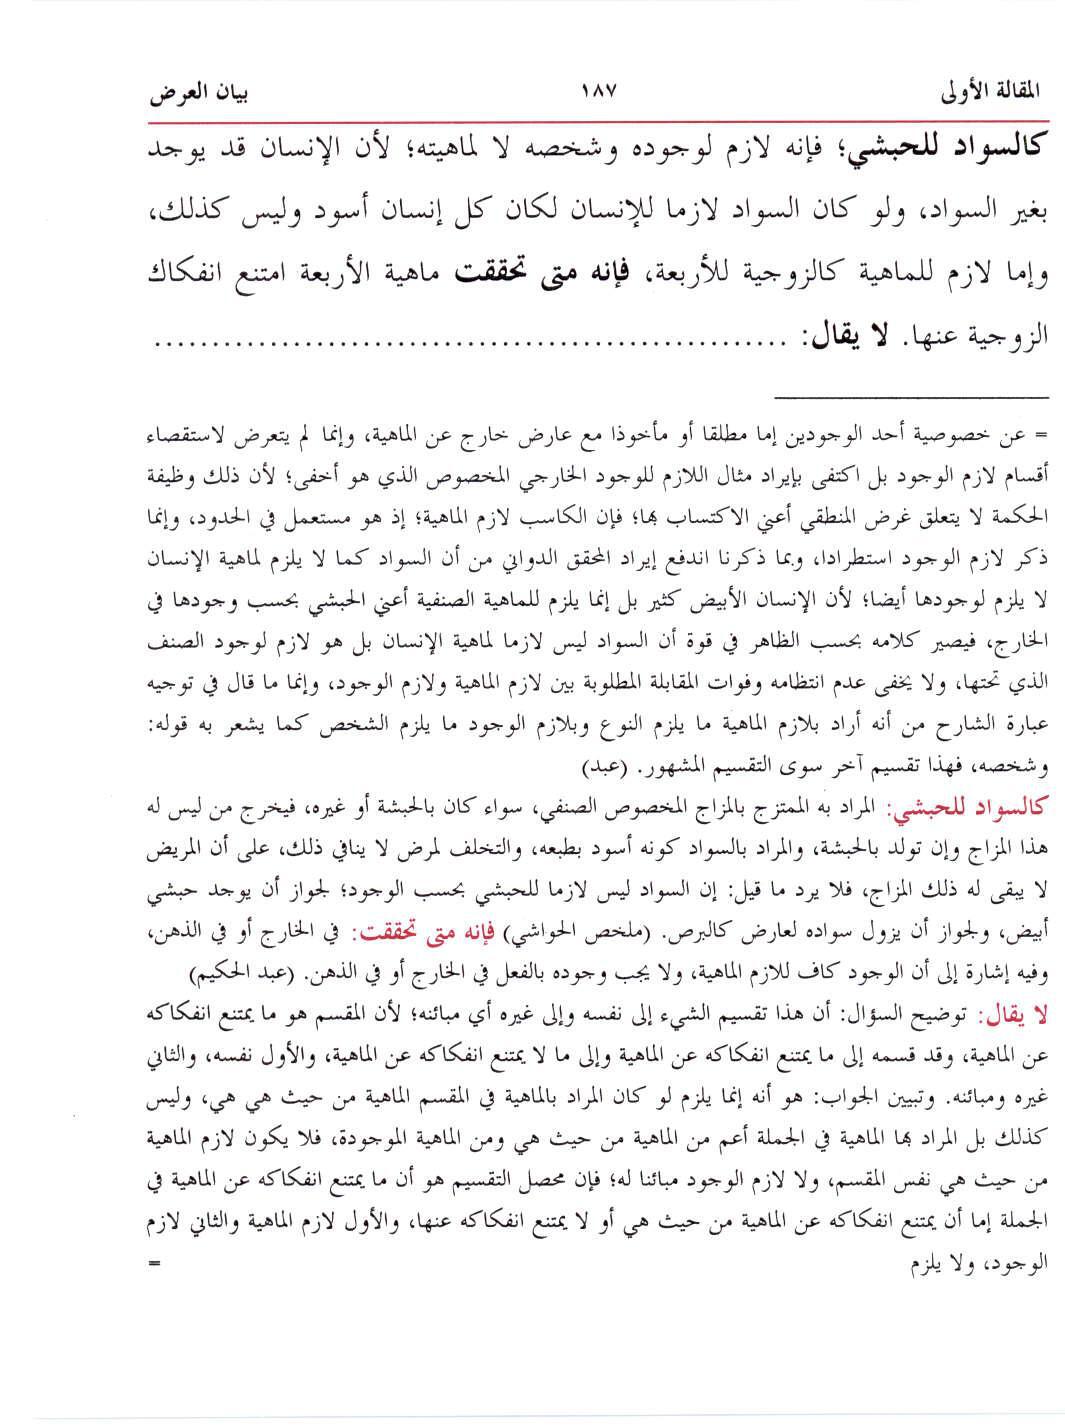 المقالة الأولى ١٨٧ بيان العرض
كالسواد للحبشي؛ فإنه لازم لوجوده وشخصه لا لماهيته؛ لأن الإنسان قد يوجد
بغير السواد، ولو كان السواد لازما للإنسان لكان كل إنسان أسود وليس كذلك،
وإما لازم للماهية كالزوجية للأربعة، فإنه متى تحققت ماهية الأربعة امتنع انفكاك
الزوجية عنها. لا يقال: .......................................................
= عن خصوصية أحد الوجودين إما مطلقا أو مأخوذا مع عارض خارج عن الماهية، وإنما لم يتعرض لاستقصاء
أقسام لازم الوجود بل اكتفى بإيراد مثال اللازم للوجود الخارجي المخصوص الذي هو أخفى؛ لأن ذلك وظيفة
الحكمة لا يتعلق غرض المنطقي أعني الاكتساب بها؛ فإن الكاسب لازم الماهية؛ إذ هو مستعمل في الحدود، وإنما
ذكر لازم الوجود استطرادا، وبما ذكرنا اندفع إيراد المحقق الدواني من أن السواد كما لا يلزم لماهية الإنسان
لا يلزم لوجودها أيضا؛ لأن الإنسان الأبيض كثير بل إنما يلزم للماهية الصنفية أعني الحبشي بحسب وجودها في
الخارج، فيصير كلامه بحسب الظاهر في قوة أن السواد ليس لازما لماهية الإنسان بل هو لازم لوجود الصنف
الذي تحتها، ولا يخفى عدم انتظامه وفوات المقابلة المطلوبة بين لازم الماهية ولازم الوجود، وإنما ما قال في توجيه
عبارة الشارح من أنه أراد بلازم الماهية ما يلزم النوع وبلازم الوجود ما يلزم الشخص كما يشعر به قوله:
وشخصه، فهذا تقسيم آخر سوى التقسيم المشهور. (عبد)
كالسواد للحبشي: المراد به الممتزج بالمزاج المخصوص الصنفي، سواء كان بالحبشة أو غيره، فيخرج من ليس له
هذا المزاج وإن تولد بالحبشة، والمراد بالسواد كونه أسود بطبعه، والتخلف لمرض لا ينافي ذلك، على أن المريض
لا يبقى له ذلك المزاج، فلا يرد ما قيل: إن السواد ليس لازما للحبشي بحسب الوجود؛ لجواز أن يوجد حبشي
أبيض، ولجواز أن يزول سواده لعارض كالبرص. (ملخص الحواشي) فإنه متى تحققت: في الخارج أو في الذهن،
وفيه إشارة إلى أن الوجود كاف للازم الماهية، ولا يجب وجوده بالفعل في الخارج أو في الذهن. (عبد الحكيم)
لا يقال: توضيح السؤال: أن هذا تقسيم الشيء إلى نفسه وإلى غيره أي مبائنه؛ لأن المقسم هو ما يمتنع انفكاكه
عن الماهية، وقد قسمه إلى ما يمتنع انفكاكه عن الماهية وإلى ما لا يمتنع انفكاكه عن الماهية، والأول نفسه، والثاني
غيره ومبائنه. وتبيين الجواب: هو أنه إنما يلزم لو كان المراد بالماهية في المقسم الماهية من حيث هي هي، وليس
كذلك بل المراد بها الماهية في الجملة أعم من الماهية من حيث هي ومن الماهية الموجودة، فلا يكون لازم الماهية
من حيث هي نفس المقسم، ولا لازم الوجود مبائنا له؛ فإن محصل التقسيم هو أن ما يمتنع انفكاكه عن الماهية في
الجملة إما أن يمتنع انفكاكه عن الماهية من حيث هي أو لا يمتنع انفكاكه عنها، والأول لازم الماهية والثاني لازم
الوجود، ولا يلزم =